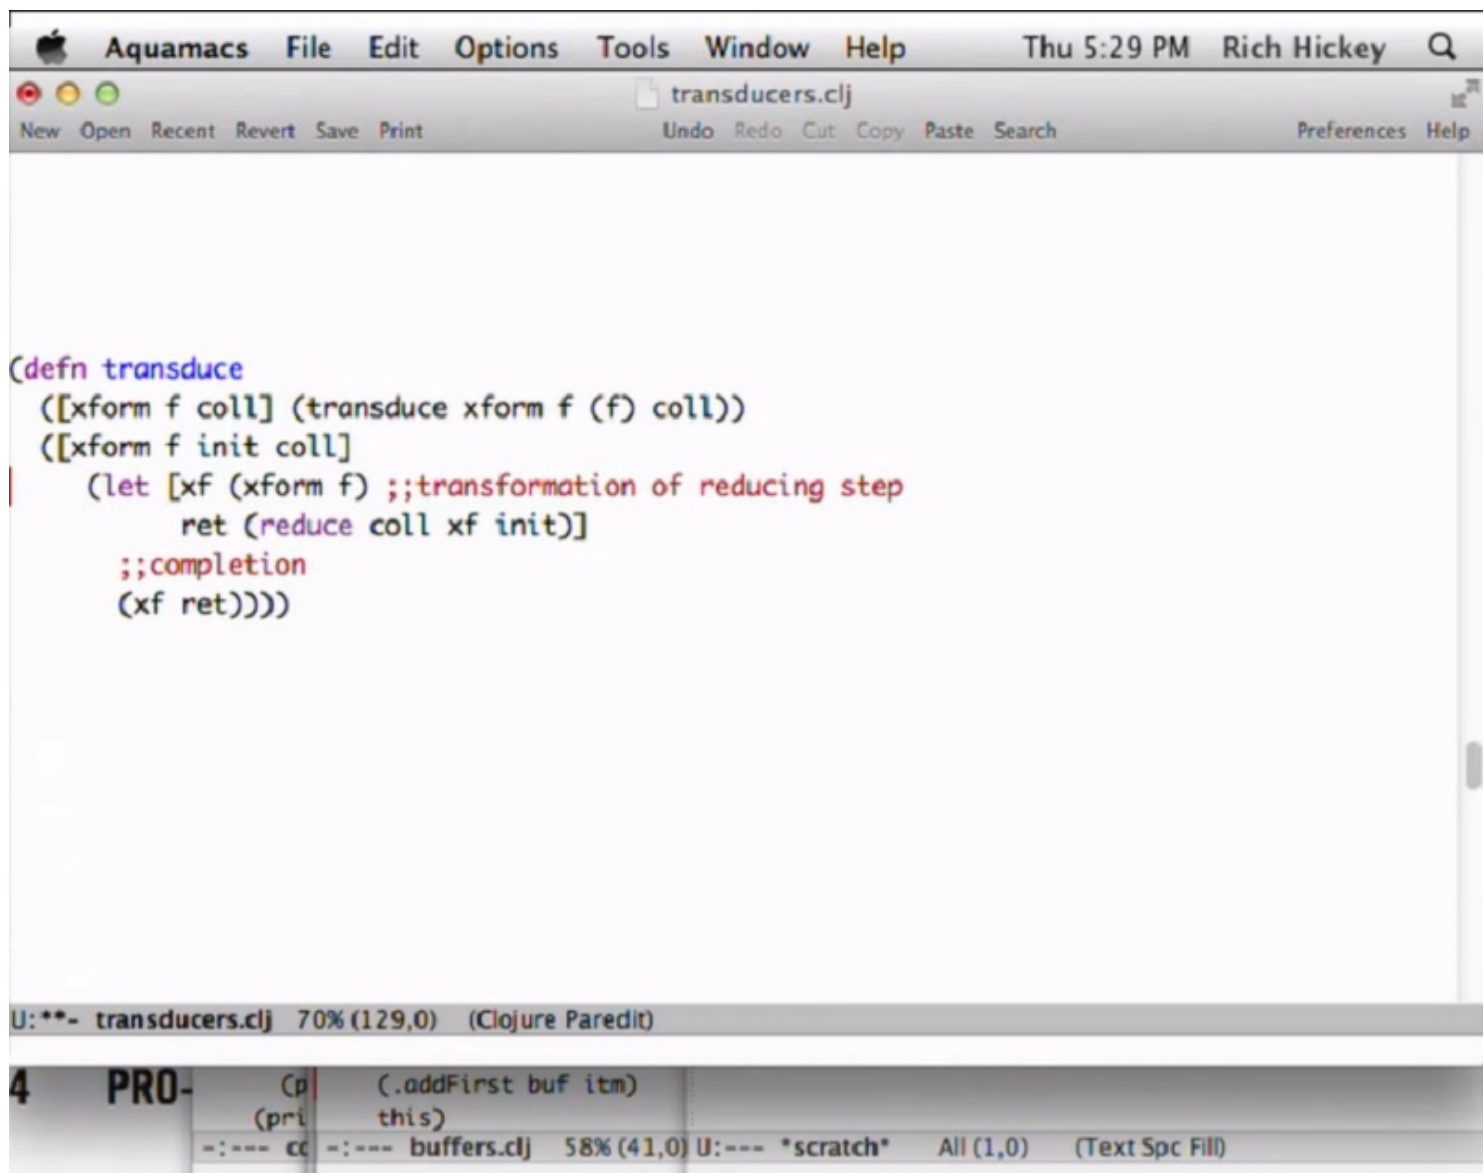 Aquamacs File Edit Options Tools Window Help Thu 5:29 PM Rich Hickey
transducers.clj
New Open Recent Revert Save Print Undo Redo Cut Copy Paste Search Preferences Help
(defn transduce
([xform f coll] (transduce xform f (f) coll))
([xform f init coll]
(let [xf (xform f) ;;transformation of reducing step
ret (reduce coll xf init)]
;;completion
(xf ret))))
U:**- transducers.clj 70% (129,0) (Clojure Paredit)
4 PRO- (p (.addFirst buf itm)
(pri this)
-:--- cc -:--- buffers.clj 58% (41,0) U:--- *scratch* All (1,0) (Text Spc Fill)